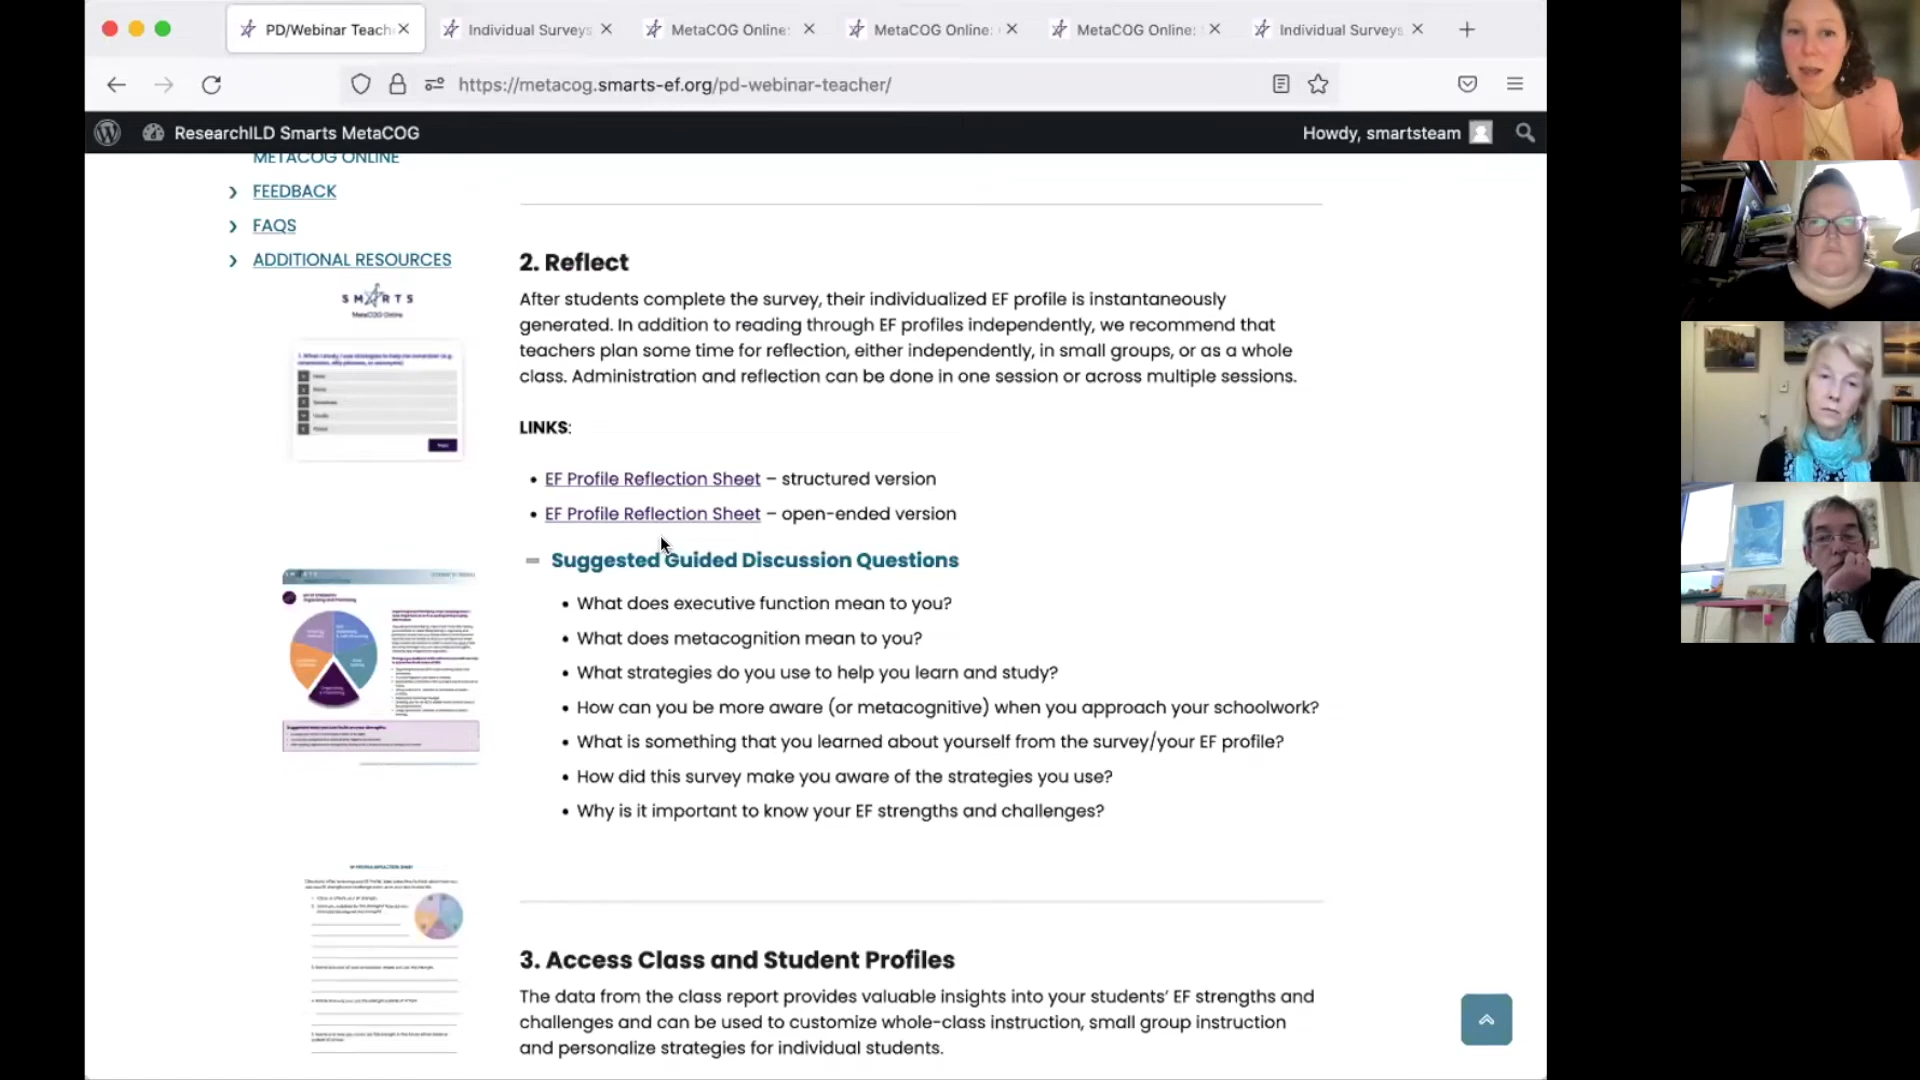 PD/Webinar Teach
Individual Surveys
MetaCOG Online:
MetaCOG Online:
MetaCOG Online:
Individual Surveys
https://metacog.smarts-ef.org/pd-webinar-teacher/
ResearchILD Smarts MetaCOG
Howdy, smartsteam
METACOG ONLINE
FEEDBACK
FAQS
ADDITIONAL RESOURCES
SMARTS
MetaCOG Online
2. Reflect
After students complete the survey, their individualized EF profile is instantaneously
generated. In addition to reading through EF profiles independently, we recommend that
teachers plan some time for reflection, either independently, in small groups, or as a whole
class. Administration and reflection can be done in one session or across multiple sessions.
LINKS:
• EF Profile Reflection Sheet – structured version
• EF Profile Reflection Sheet – open-ended version
Suggested Guided Discussion Questions
• What does executive function mean to you?
• What does metacognition mean to you?
• What strategies do you use to help you learn and study?
• How can you be more aware (or metacognitive) when you approach your schoolwork?
• What is something that you learned about yourself from the survey/your EF profile?
• How did this survey make you aware of the strategies you use?
• Why is it important to know your EF strengths and challenges?
3. Access Class and Student Profiles
The data from the class report provides valuable insights into your students’ EF strengths and
challenges and can be used to customize whole-class instruction, small group instruction
and personalize strategies for individual students.